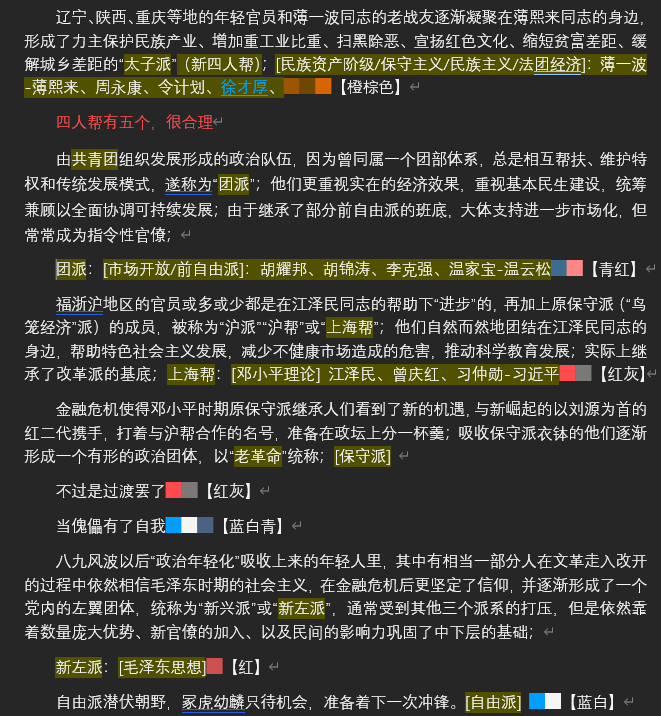 辽宁、陕西、重庆等地的年轻官员和薄一波同志的老战友逐渐凝聚在薄熙来同志的身边，
形成了力主保护民族产业、增加重工业比重、扫黑除恶、宣扬红色文化、缩短贫富差距、缓
解城乡差距的“太子派”（新四人帮）；[民族资产阶级/保守主义/民族主义/法团经济]：薄一波
-薄熙来、周永康、令计划、徐才厚、【橙棕色】
四人帮有五个，很合理
由共青团组织发展形成的政治队伍，因为曾同属一个团部体系，总是相互帮扶、维护特
权和传统发展模式，遂称为“团派”；他们更重视实在的经济效果，重视基本民生建设，统筹
兼顾以全面协调可持续发展；由于继承了部分前自由派的班底，大体支持进一步市场化，但
常常成为指令性官僚；
团派：[市场开放/前自由派]：胡耀邦、胡锦涛、李克强、温家宝-温云松【青红】
福浙沪地区的官员或多或少都是在江泽民同志的帮助下“进步”的，再加上原保守派（“鸟
笼经济”派）的成员，被称为“沪派”“沪帮”或“上海帮”；他们自然而然地团结在江泽民同志的
身边，帮助特色社会主义发展，减少不健康市场造成的危害，推动科学教育发展；实际上继
承了改革派的基底；上海帮：[邓小平理论] 江泽民、曾庆红、习仲勋-习近平【红灰】
金融危机使得邓小平时期原保守派继承人们看到了新的机遇，与新崛起的以刘源为首的
红二代携手，打着与沪帮合作的名号，准备在政坛上分一杯羹；吸收保守派衣钵的他们逐渐
形成一个有形的政治团体，以“老革命”统称；[保守派]
不过是过渡罢了【红灰】
当傀儡有了自我【蓝白青】
八九风波以后“政治年轻化”吸收上来的年轻人里，其中有相当一部分人在文革走入改开
的过程中依然相信毛泽东时期的社会主义，在金融危机后更坚定了信仰，并逐渐形成了一个
党内的左翼团体，统称为“新兴派”或“新左派”，通常受到其他三个派系的打压，但是依然靠
着数量庞大优势、新官僚的加入、以及民间的影响力巩固了中下层的基础；
新左派：[毛泽东思想]【红】
自由派潜伏朝野，冢虎幼麟只待机会，准备着下一次冲锋。[自由派]【蓝白】